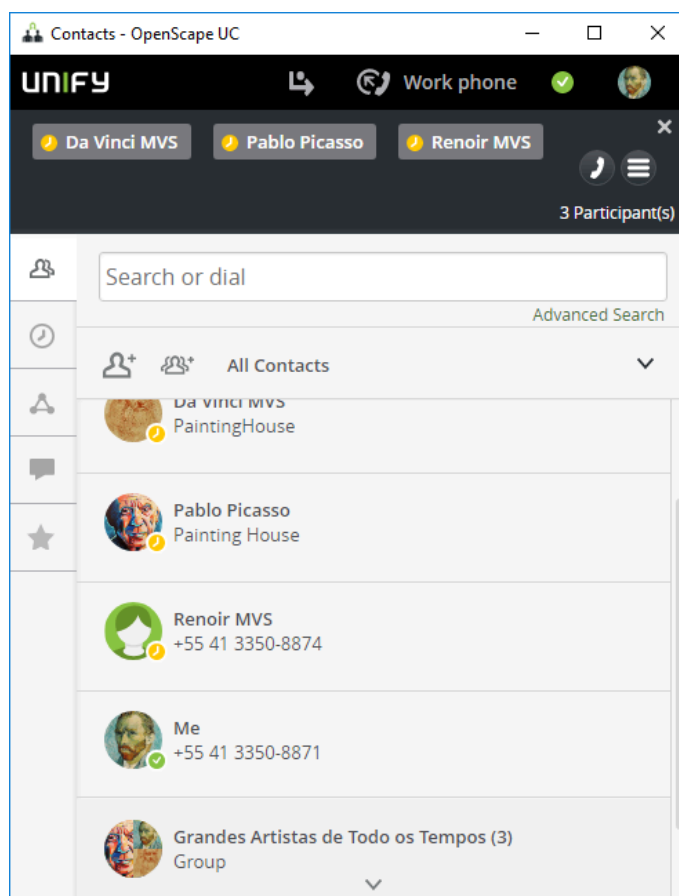 Contacts - OpenScape UC
UNIFY
Work phone
Da Vinci MVS
Pablo Picasso
Renoir MVS
3 Participant(s)
Search or dial
Advanced Search
All Contacts
Da Vinci MVS
PaintingHouse
Pablo Picasso
Painting House
Renoir MVS
+55 41 3350-8874
Me
+55 41 3350-8871
Grandes Artistas de Todo os Tempos (3)
Group